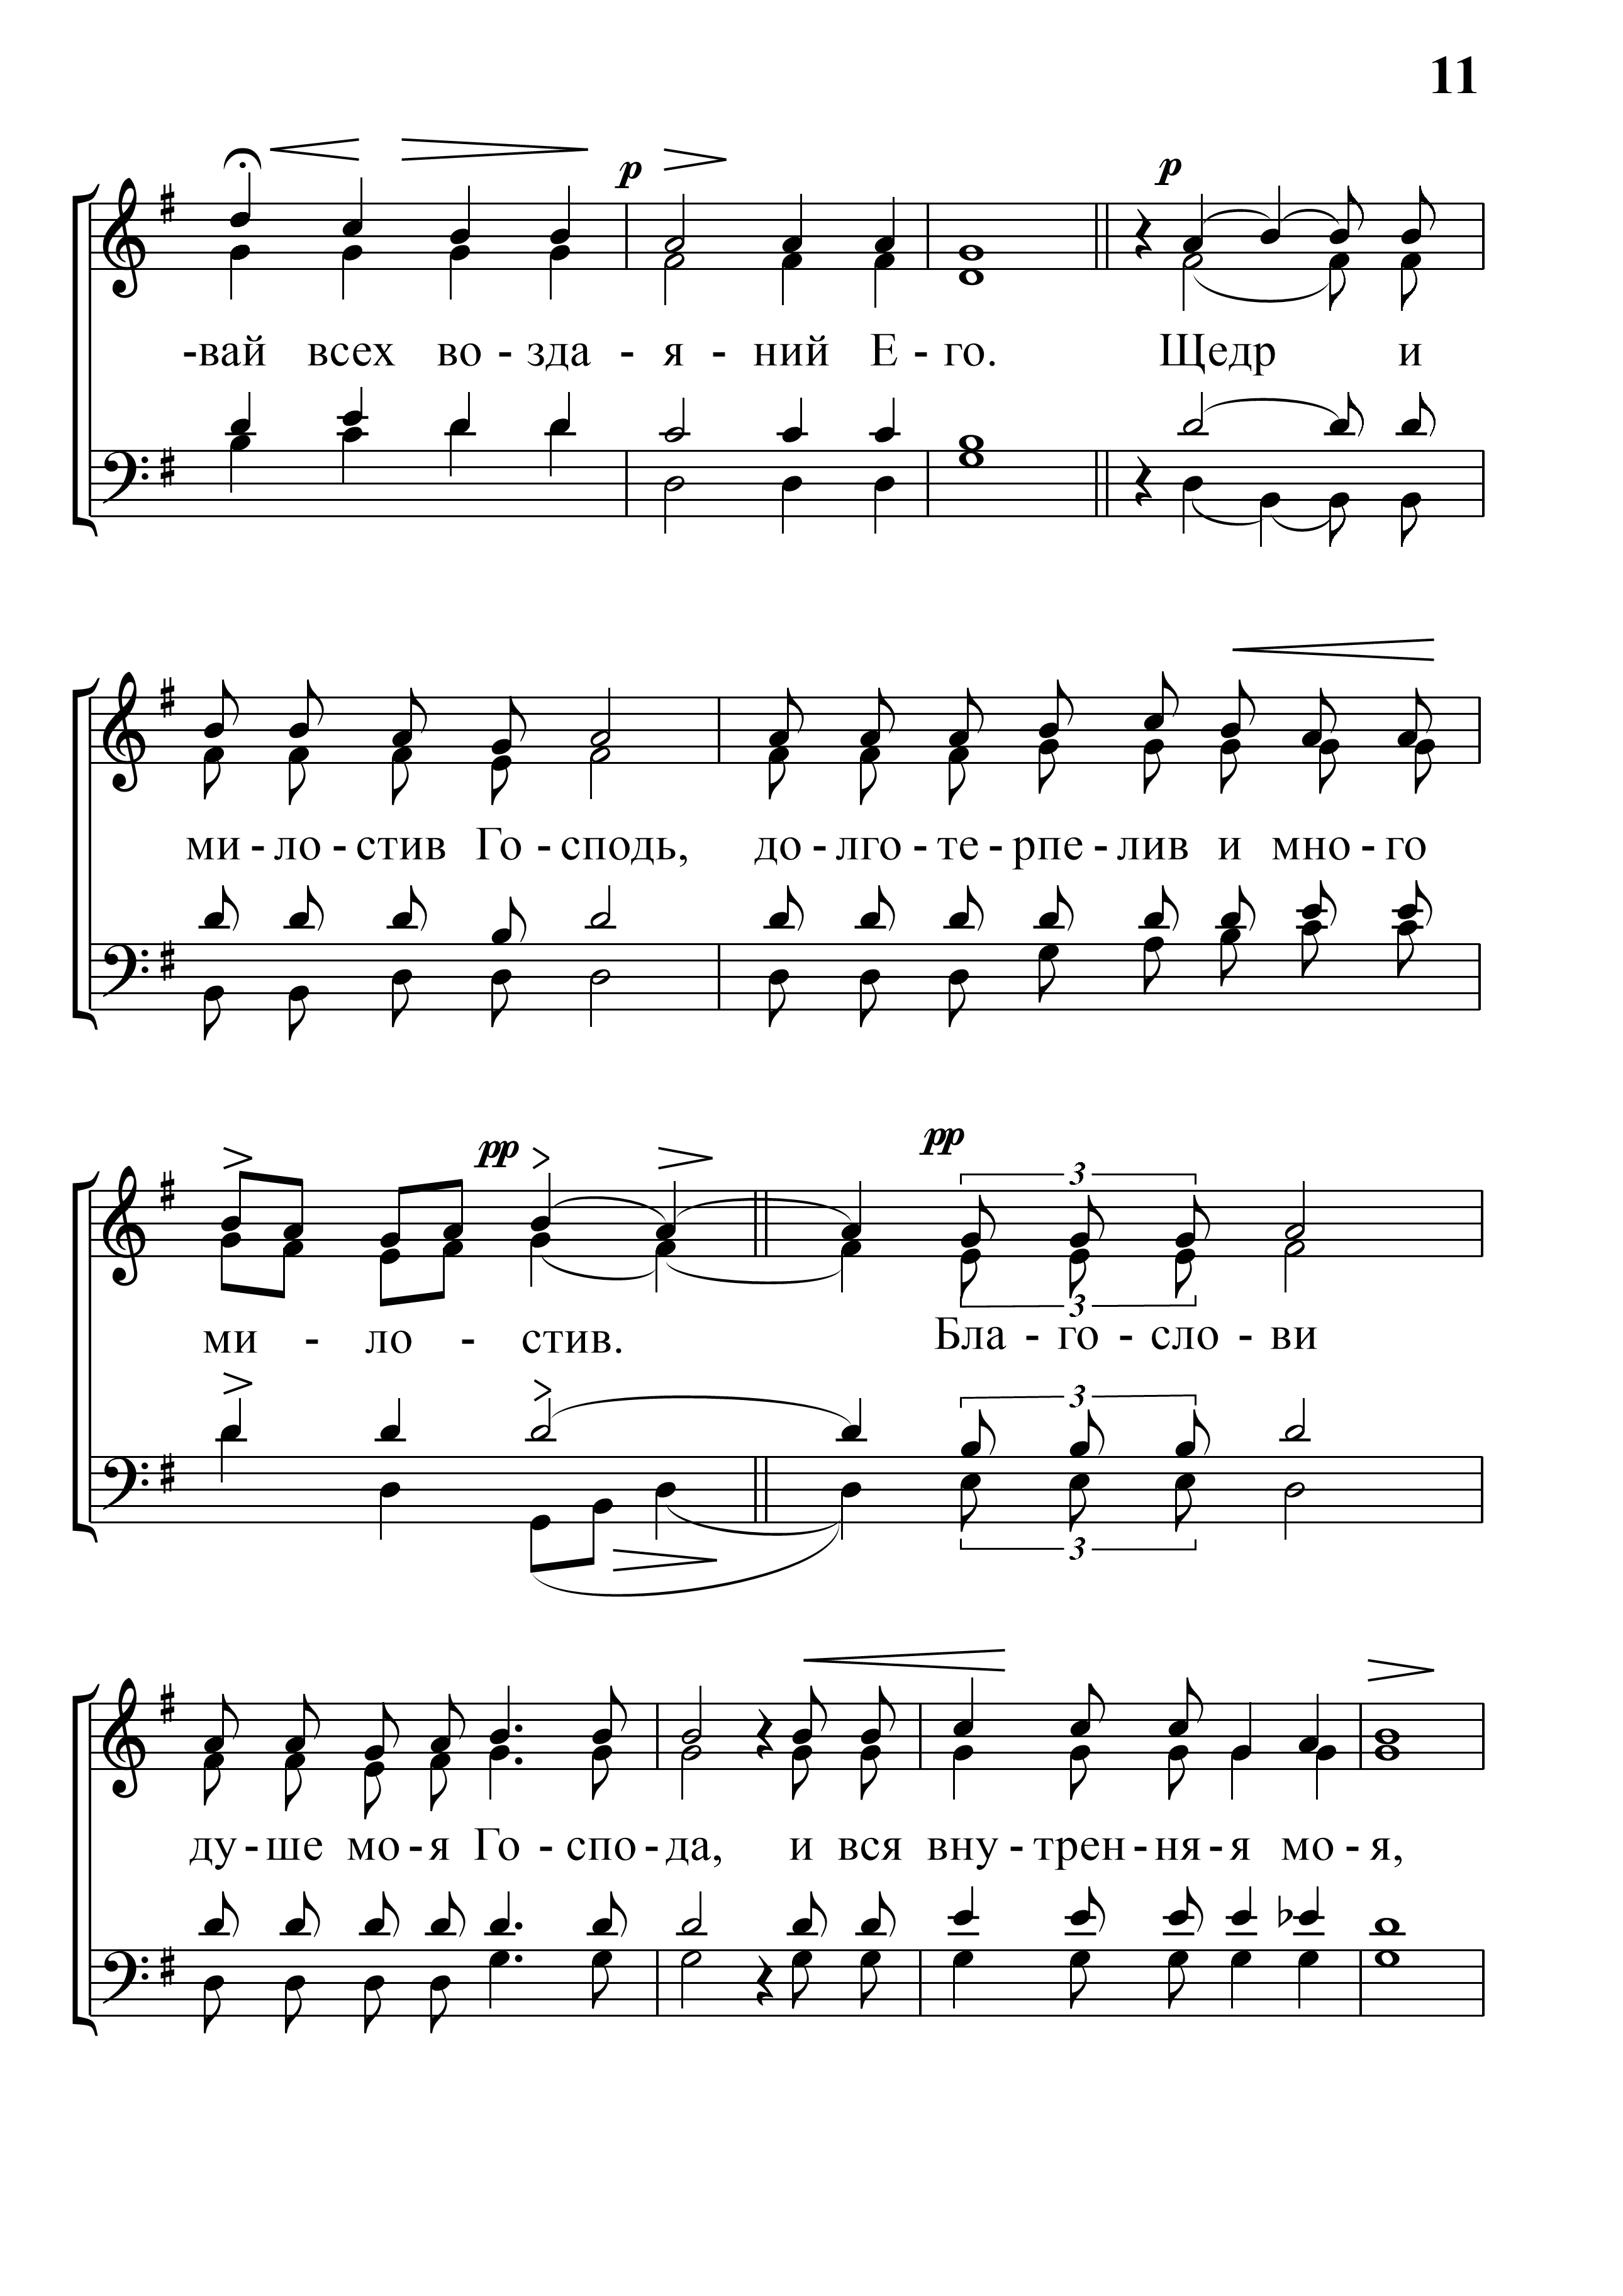 11
p
p
-вай всех во - зда - я - ний Е - го. Щедр и
ми - ло - стив Го - сподь, до - лго - те - рпе - лив и мно - го
pp
pp
3
ми - ло - стив. Бла - го - сло - ви
3
3
3
ду - ше мо - я Го - спо - да, и вся вну - трен - ня - я мо - я,